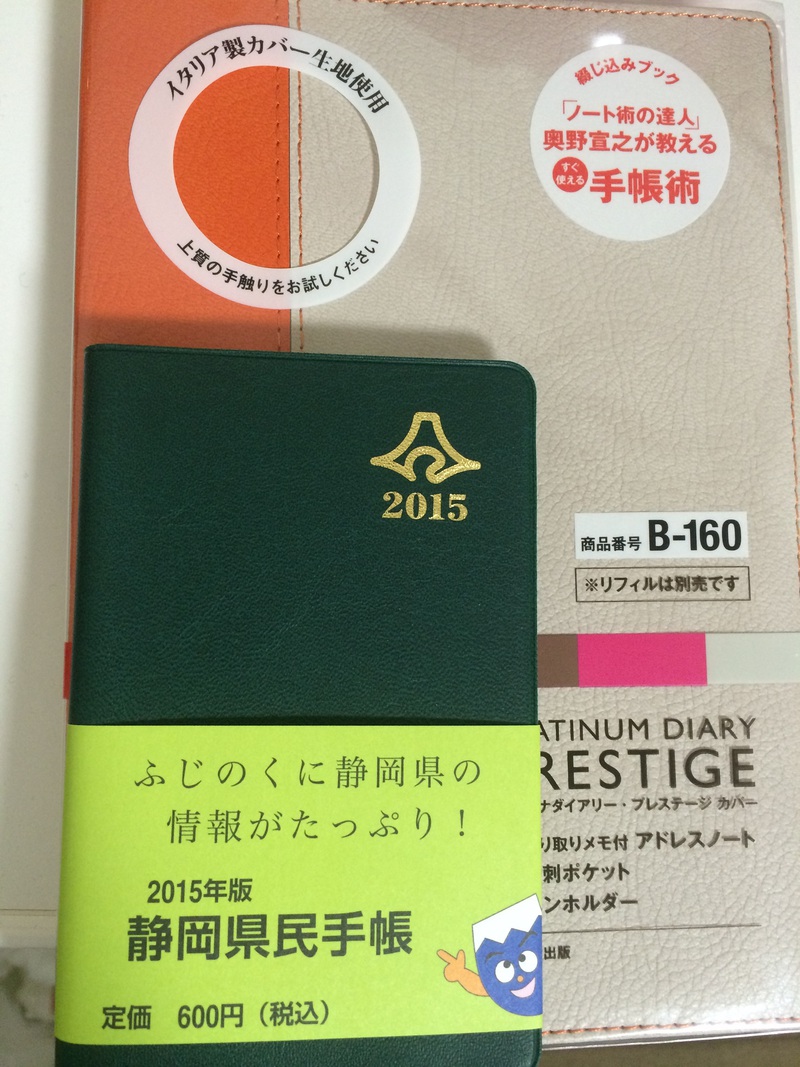 イタリア製カバー生地使用
上質の手触りをお試しください
綴じ込みブック
「ノート術の達人」
奥野宣之が教える
すぐ
使える
手帳術
2015
商品番号 B-160
※リフィルは別売です
ATINUM DIARY
RESTIGE
ナダイアリー・プレステージ カバー
り取りメモ付 アドレスノート
刺ポケット
ンホルダー
出版
ふじのくに静岡県の
情報がたっぷり！
2015年版
静岡県民手帳
定価 600円（税込）